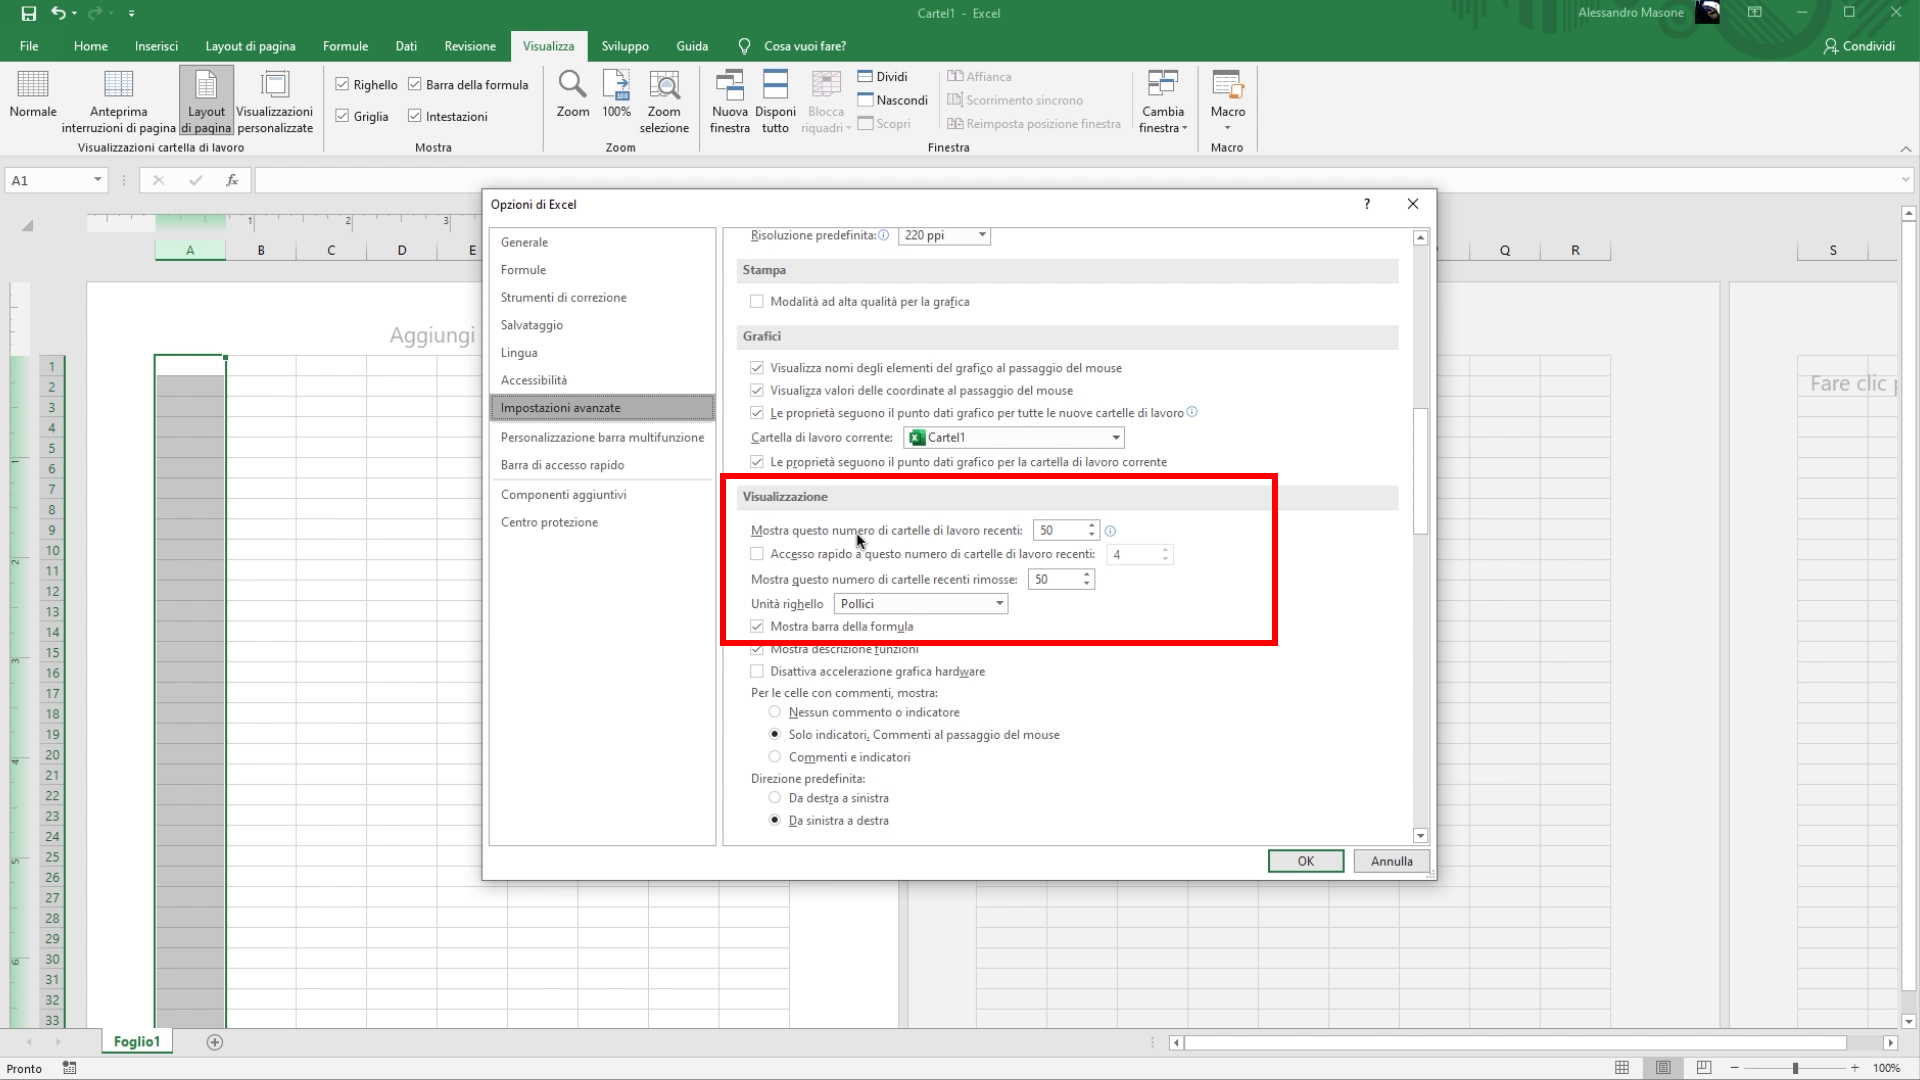 Cartel1 - Excel
Alessandro Masone
File Home Inserisci Layout di pagina Formule Dati Revisione Visualizza Sviluppo Guida Cosa vuoi fare? Condividi
Normale
Anteprima interruzioni di pagina
Layout di pagina
Visualizzazioni personalizzate
Visualizzazioni cartella di lavoro
Righello
Barra della formula
Griglia
Intestazioni
Mostra
Zoom
100%
Zoom selezione
Zoom
Nuova finestra
Disponi tutto
Blocca riquadri
Dividi
Nascondi
Scopri
Affianca
Scorrimento sincrono
Reimposta posizione finestra
Cambia finestra
Finestra
Macro
Macro
A1
fx
1 2 3
A B C D E Q R S
Aggiungi
Fare clic p
1
2
3
4
5
6
7
8
9
10
11
12
13
14
15
16
17
18
19
20
21
22
23
24
25
26
27
28
29
30
31
32
33
1
2
3
4
5
6
Opzioni di Excel
?
Generale
Formule
Strumenti di correzione
Salvataggio
Lingua
Accessibilità
Impostazioni avanzate
Personalizzazione barra multifunzione
Barra di accesso rapido
Componenti aggiuntivi
Centro protezione
Risoluzione predefinita: 220 ppi
Stampa
Modalità ad alta qualità per la grafica
Grafici
Visualizza nomi degli elementi del grafico al passaggio del mouse
Visualizza valori delle coordinate al passaggio del mouse
Le proprietà seguono il punto dati grafico per tutte le nuove cartelle di lavoro
Cartella di lavoro corrente: Cartel1
Le proprietà seguono il punto dati grafico per la cartella di lavoro corrente
Visualizzazione
Mostra questo numero di cartelle di lavoro recenti: 50
Accesso rapido a questo numero di cartelle di lavoro recenti: 4
Mostra questo numero di cartelle recenti rimosse: 50
Unità righello Pollici
Mostra barra della formula
Mostra descrizione funzioni
Disattiva accelerazione grafica hardware
Per le celle con commenti, mostra:
Nessun commento o indicatore
Solo indicatori, Commenti al passaggio del mouse
Commenti e indicatori
Direzione predefinita:
Da destra a sinistra
Da sinistra a destra
OK Annulla
Foglio1
Pronto
100%